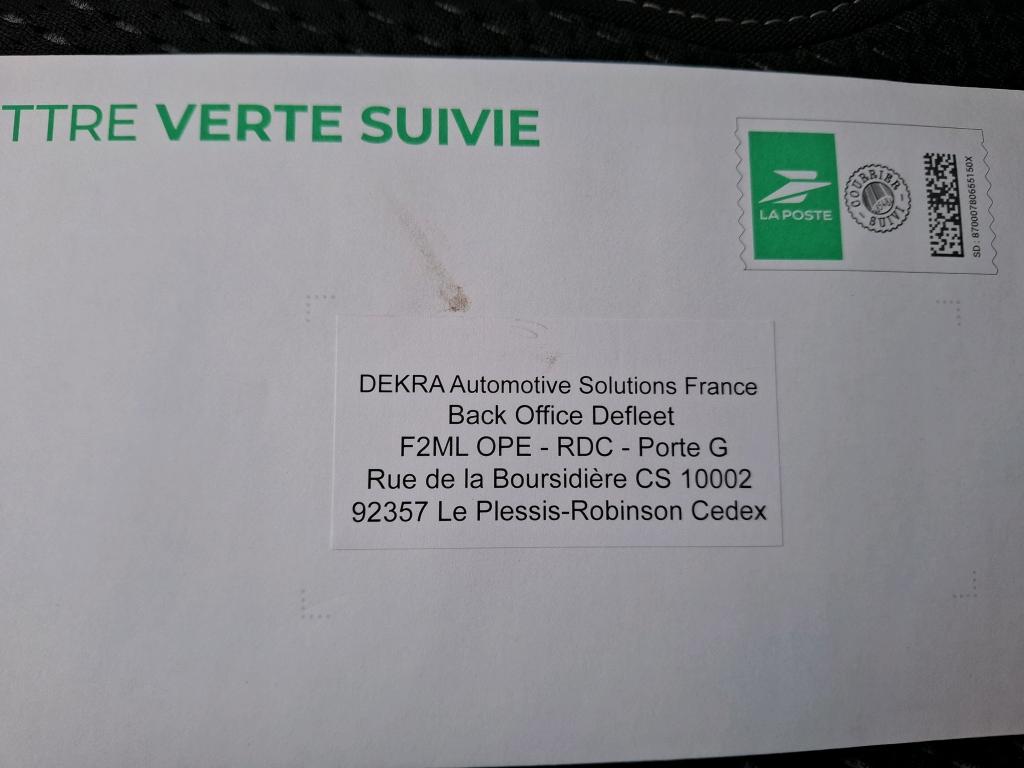 TTRE VERTE SUIVIE
LA POSTE
COURRIER
SUIVI
SD : 87000780655150X
DEKRA Automotive Solutions France
Back Office Defleet
F2ML OPE - RDC - Porte G
Rue de la Boursidière CS 10002
92357 Le Plessis-Robinson Cedex